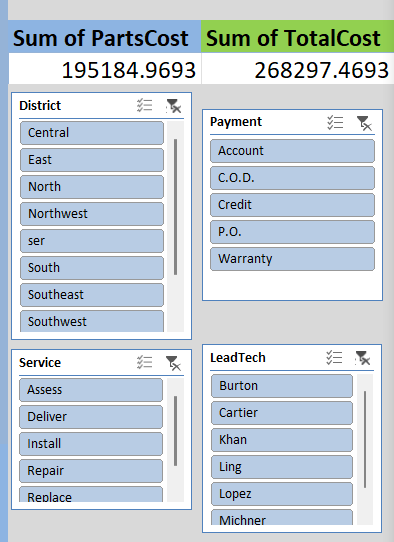 Sum of PartsCost Sum of TotalCost
195184.9693 268297.4693
District
Central
East
North
Northwest
ser
South
Southeast
Southwest
Payment
Account
C.O.D.
Credit
P.O.
Warranty
Service
Assess
Deliver
Install
Repair
Replace
LeadTech
Burton
Cartier
Khan
Ling
Lopez
Michner